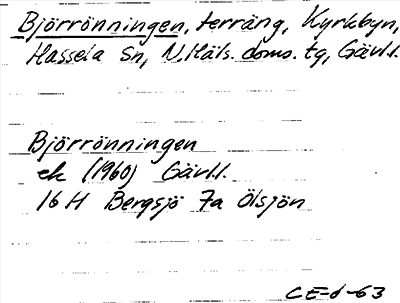 Björrönningen, terräng, Kyrkbyn,
Hassela sn, N. Häls. doms. tg, Gävl.l.
Björrönningen
ek (1960) Gävl.l.
16 H Bergsjö 7a Ölsjön
CE-d-63